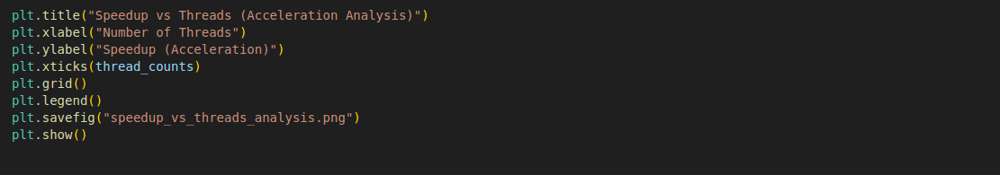 plt.title("Speedup vs Threads (Acceleration Analysis)")
plt.xlabel("Number of Threads")
plt.ylabel("Speedup (Acceleration)")
plt.xticks(thread_counts)
plt.grid()
plt.legend()
plt.savefig("speedup_vs_threads_analysis.png")
plt.show()